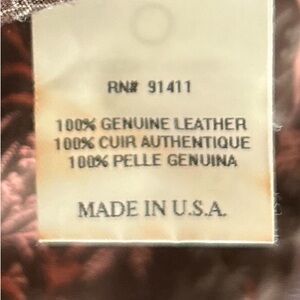 RN# 91411
100% GENUINE LEATHER
100% CUIR AUTHENTIQUE
100% PELLE GENUINA
MADE IN U.S.A.